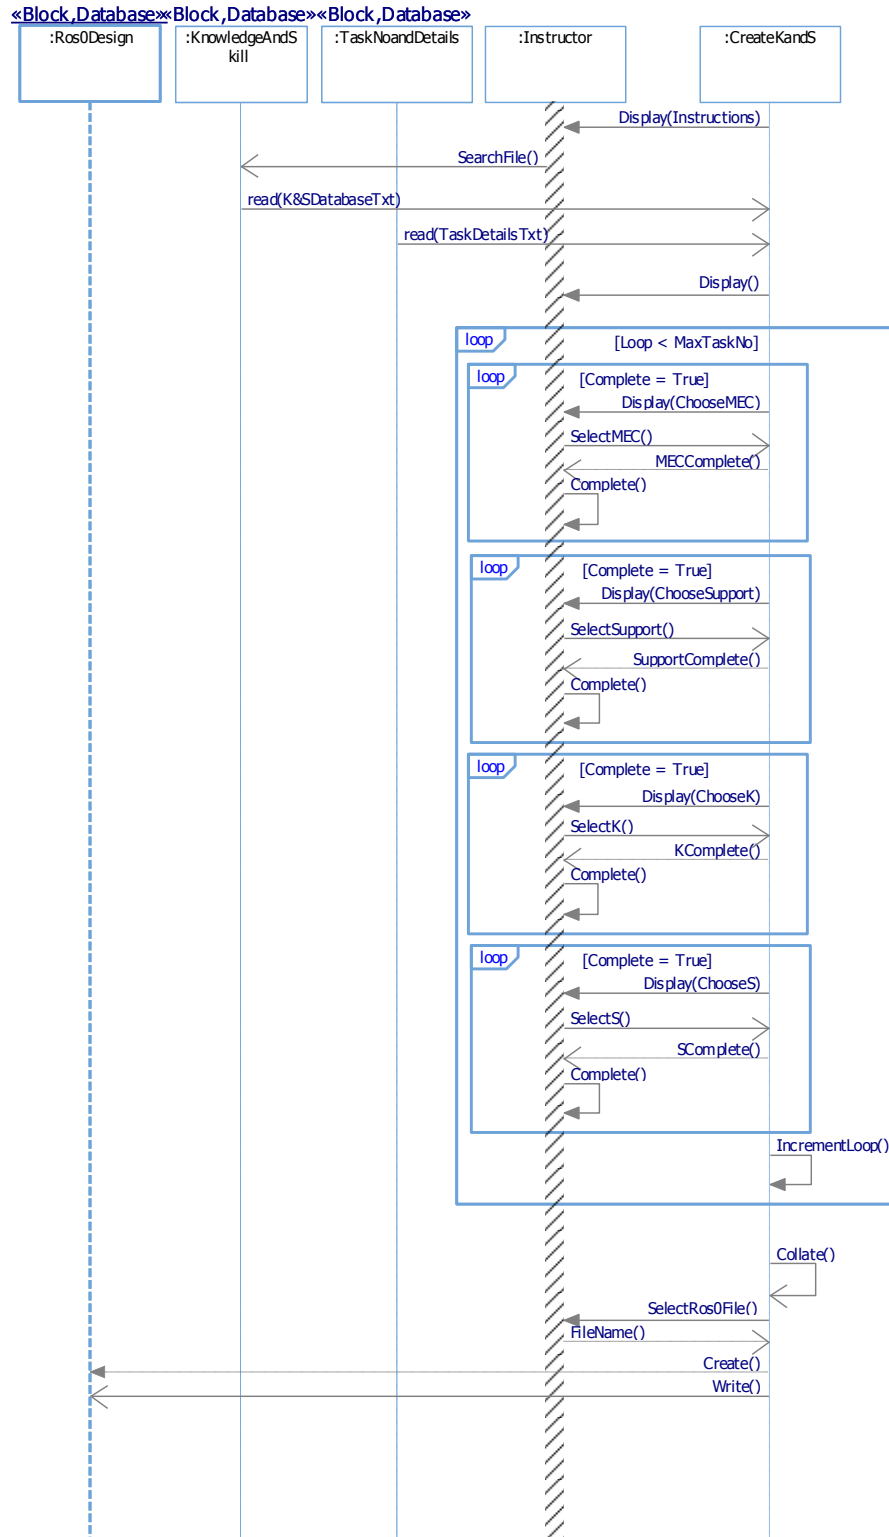 «Block,Database»«Block,Database»«Block,Database»
:Ros0Design
:KnowledgeAndS
kill
:TaskNoandDetails
:Instructor
:CreateKandS
Display(Instructions)
SearchFile()
read(K&SDatabaseTxt)
read(TaskDetailsTxt)
Display()
loop [Loop < MaxTaskNo]
loop [Complete = True]
Display(ChooseMEC)
SelectMEC()
MECComplete()
Complete()
loop [Complete = True]
Display(ChooseSupport)
SelectSupport()
SupportComplete()
Complete()
loop [Complete = True]
Display(ChooseK)
SelectK()
KComplete()
Complete()
loop [Complete = True]
Display(ChooseS)
SelectS()
SComplete()
Complete()
IncrementLoop()
Collate()
SelectRos0File()
FileName()
Create()
Write()